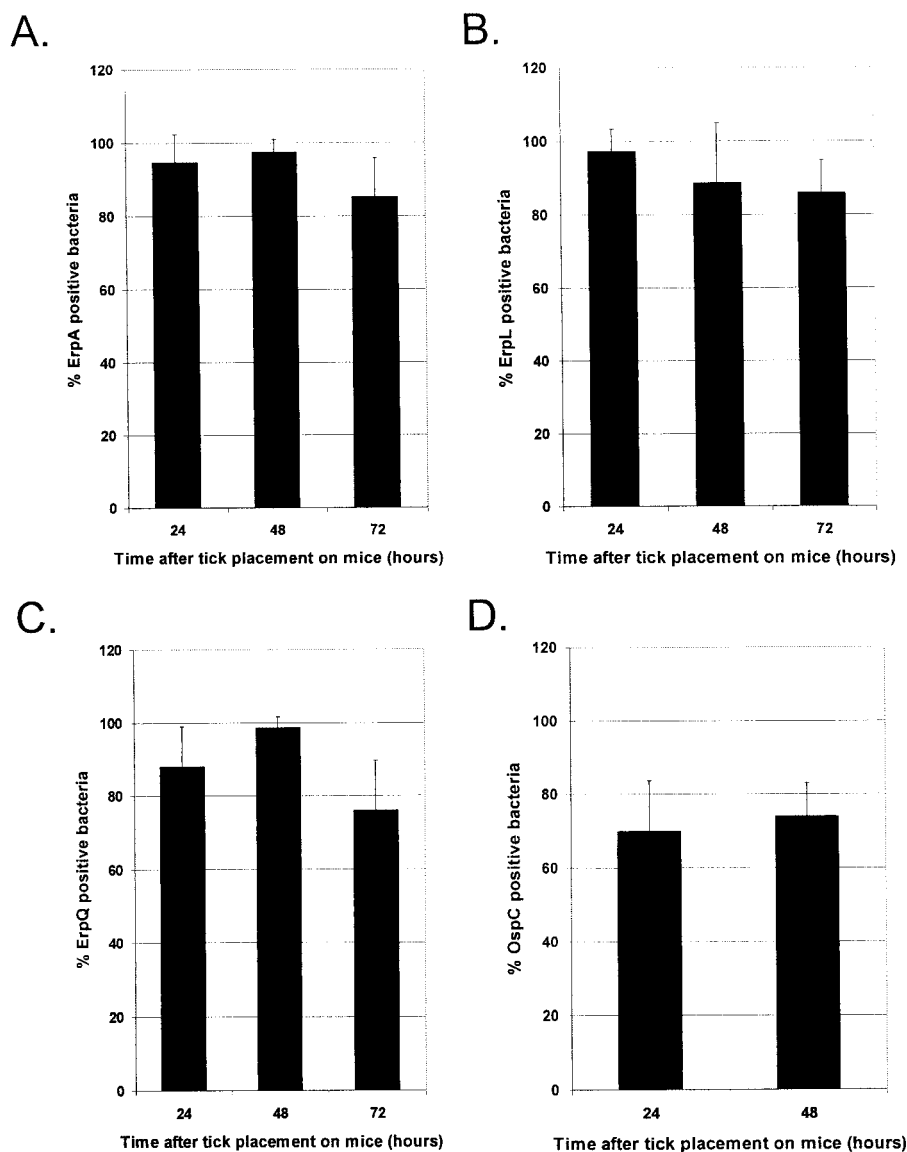 A.
120
100
80
60
40
20
0
% ErpA positive bacteria
24 48 72
Time after tick placement on mice (hours)
B.
120
100
80
60
40
20
0
% ErpL positive bacteria
24 48 72
Time after tick placement on mice (hours)
C.
120
100
80
60
40
20
0
% ErpQ positive bacteria
24 48 72
Time after tick placement on mice (hours)
D.
120
100
80
60
40
20
0
% OspC positive bacteria
24 48
Time after tick placement on mice (hours)